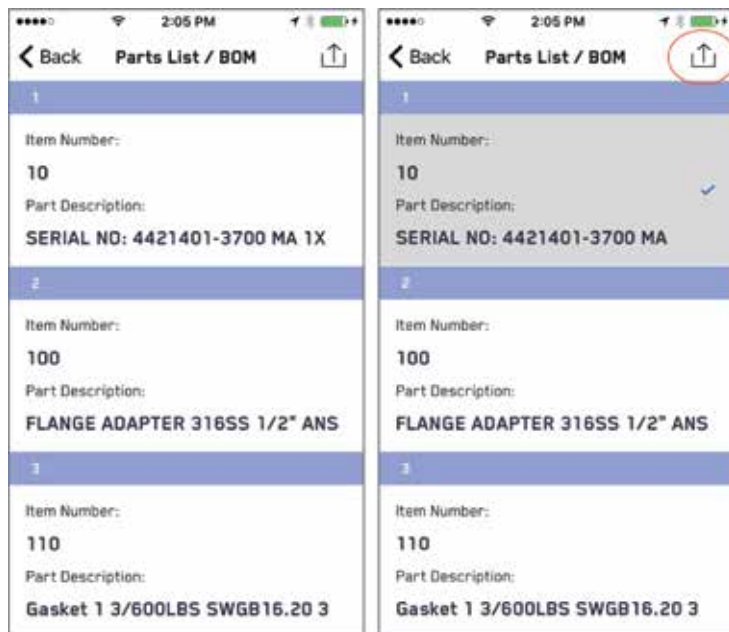 2:05 PM
Back Parts List / BOM
1
Item Number:
10
Part Description:
SERIAL NO: 4421401-3700 MA 1X
2
Item Number:
100
Part Description:
FLANGE ADAPTER 316SS 1/2" ANS
3
Item Number:
110
Part Description:
Gasket 1 3/600LBS SWGB16.20 3
2:05 PM
Back Parts List / BOM
1
Item Number:
10
Part Description:
SERIAL NO: 4421401-3700 MA
2
Item Number:
100
Part Description:
FLANGE ADAPTER 316SS 1/2" ANS
3
Item Number:
110
Part Description:
Gasket 1 3/600LBS SWGB16.20 3